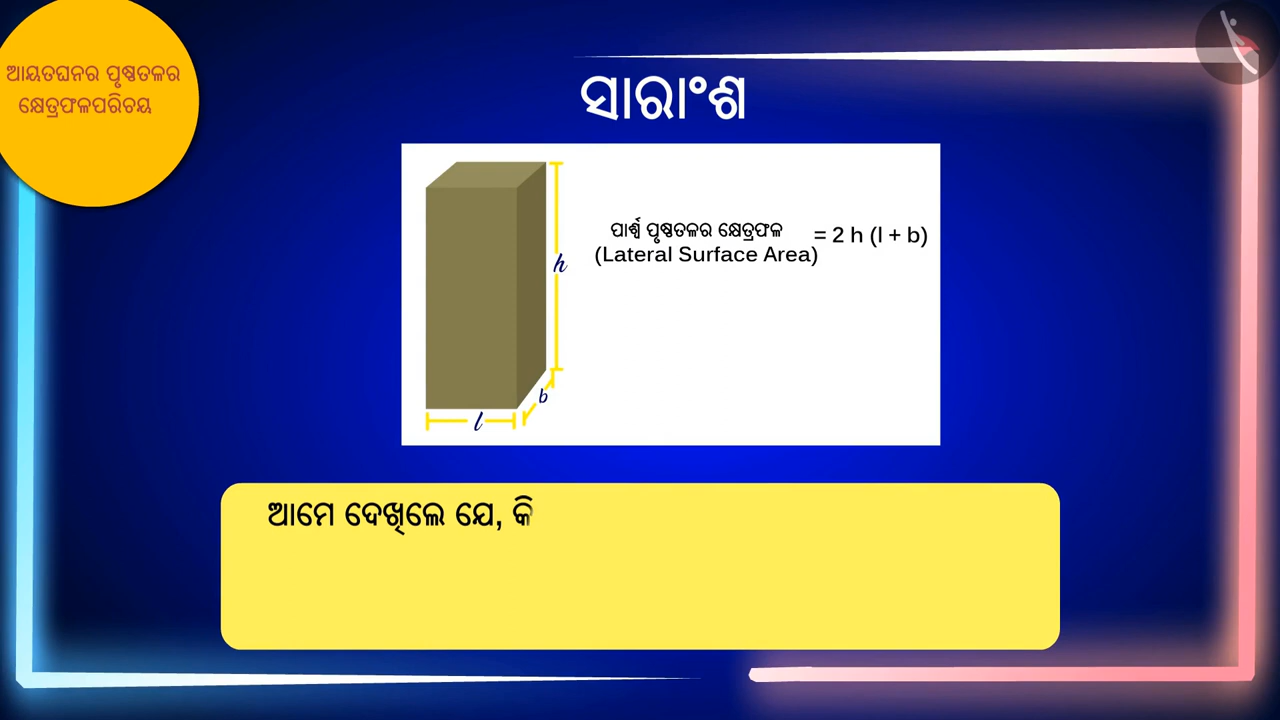 ଆୟତଘନର ପୃଷ୍ଠତଳର
କ୍ଷେତ୍ରଫଳପରିଚୟ
ସାରାଂଶ
ପାର୍ଶ୍ୱ ପୃଷ୍ଠତଳର କ୍ଷେତ୍ରଫଳ
(Lateral Surface Area)
= 2 h (l + b)
h
b
l
ଆମେ ଦେଖିଲେ ଯେ, କି